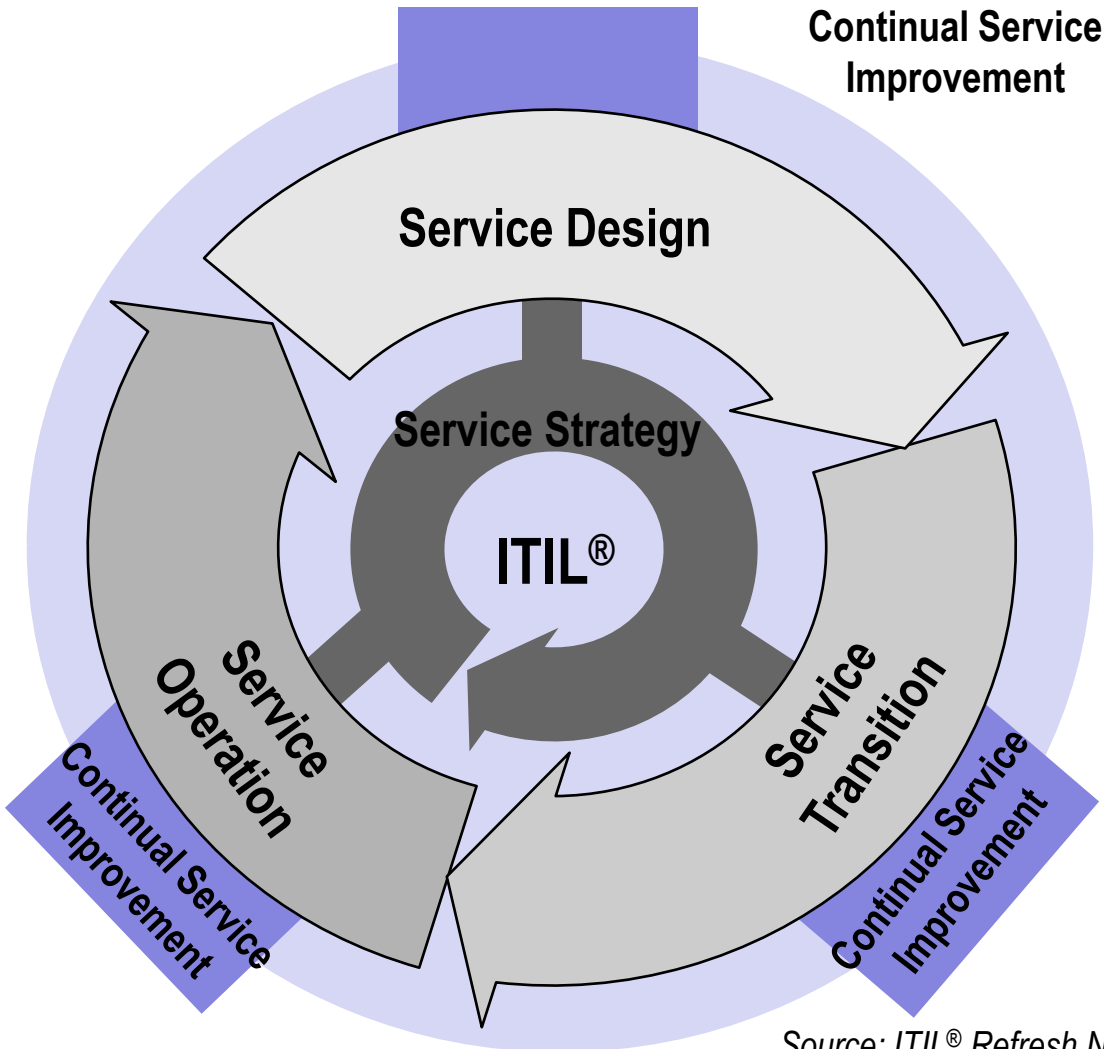 Continual Service
Improvement
Service Design
Service Strategy
ITIL®
Service
Operation
Service
Transition
Continual Service
Improvement
Continual Service
Improvement
Source: ITIL® Refresh